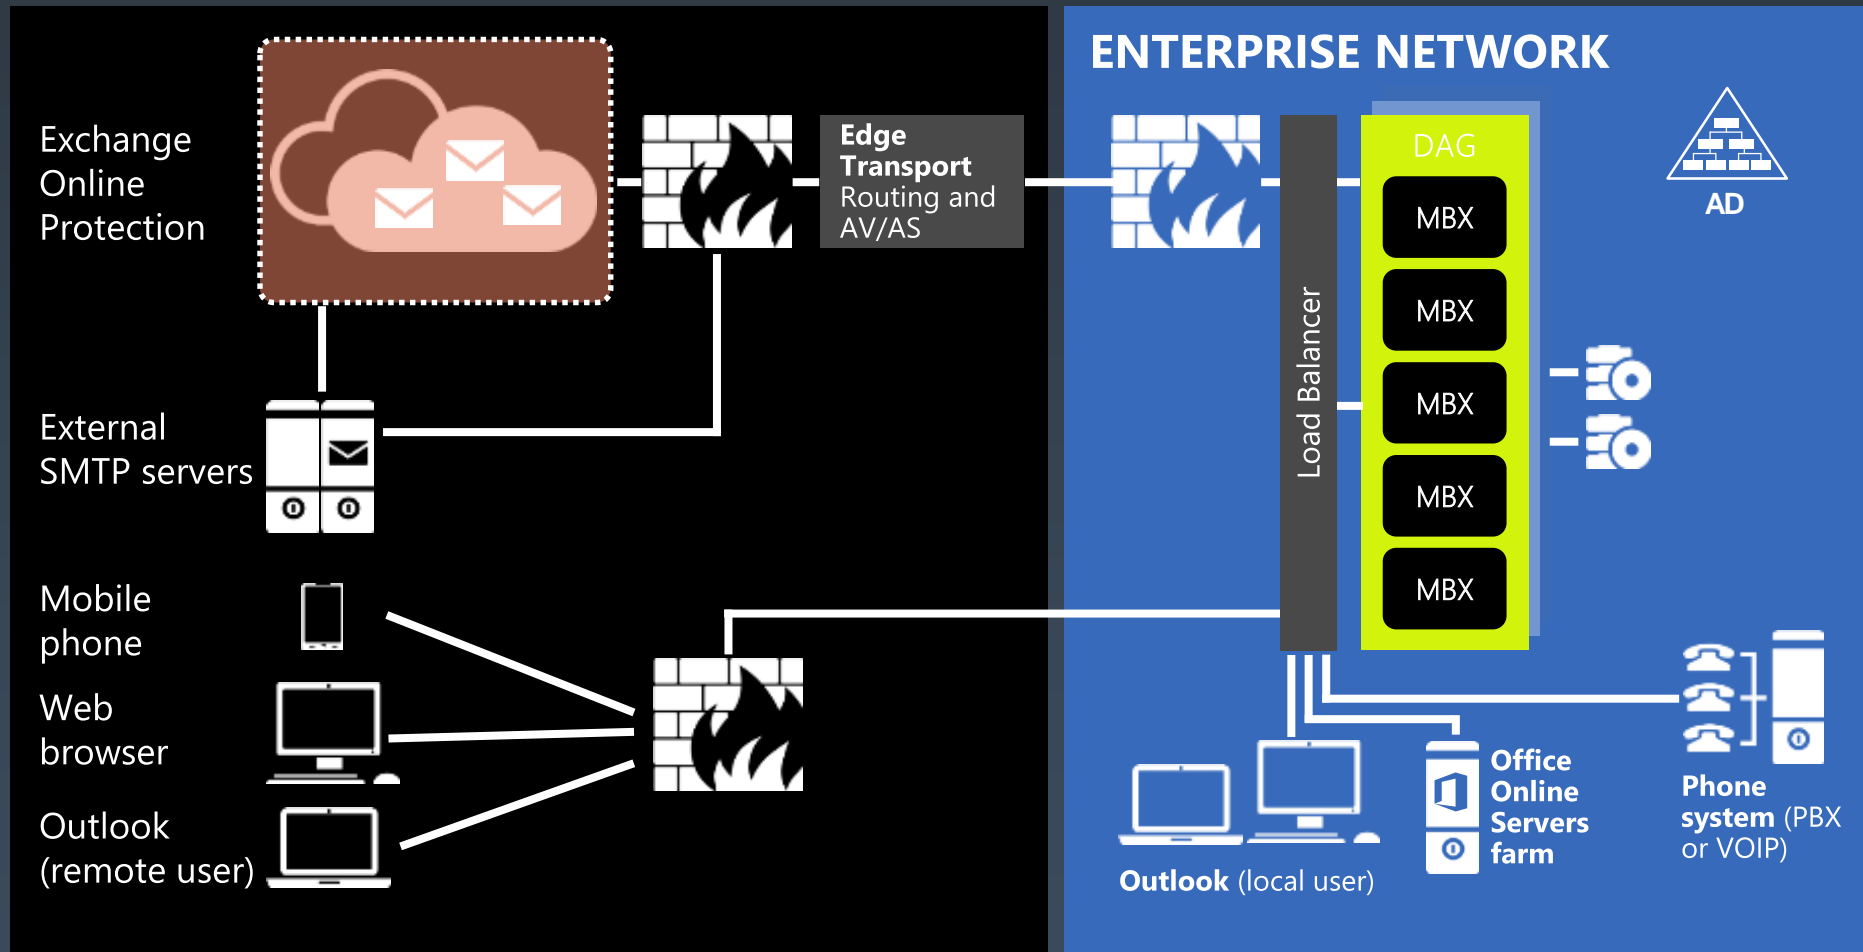 Exchange
Online
Protection
External
SMTP servers
Mobile
phone
Web
browser
Outlook
(remote user)
Edge
Transport
Routing and
AV/AS
ENTERPRISE NETWORK
Load Balancer
DAG
MBX
MBX
MBX
MBX
MBX
AD
Outlook (local user)
Office
Online
Servers
farm
Phone
system (PBX
or VOIP)